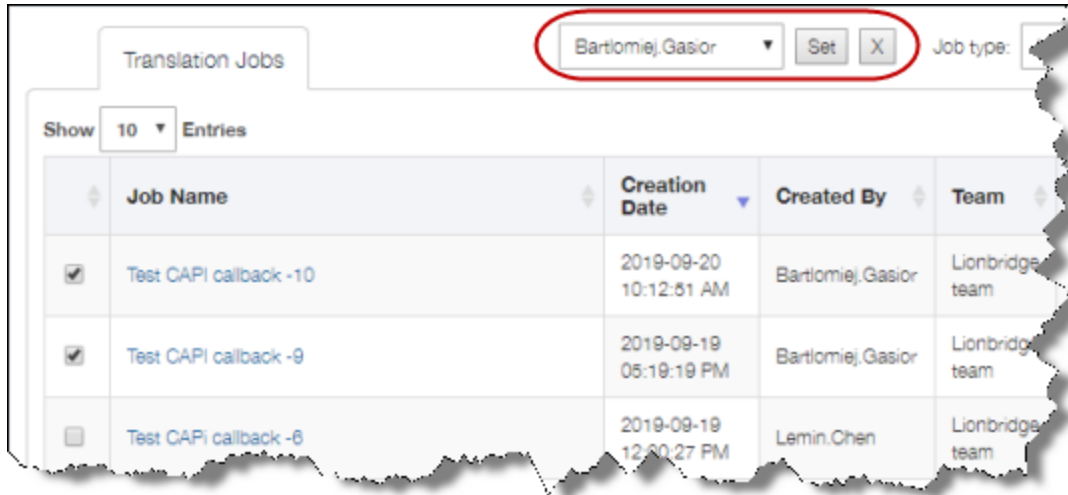 Translation Jobs
Bartlomiej.Gasior
Set
X
Job type:
Show 10 Entries
Job Name
Creation
Date
Created By
Team
Test CAPI callback -10
2019-09-20
10:12:51 AM
Bartlomiej.Gasior
Lionbridge
team
Test CAPI callback -9
2019-09-19
05:19:19 PM
Bartlomiej.Gasior
Lionbridge
team
Test CAPi callback -6
2019-09-19
PM
Lemin.Chen
Lionbridge
team